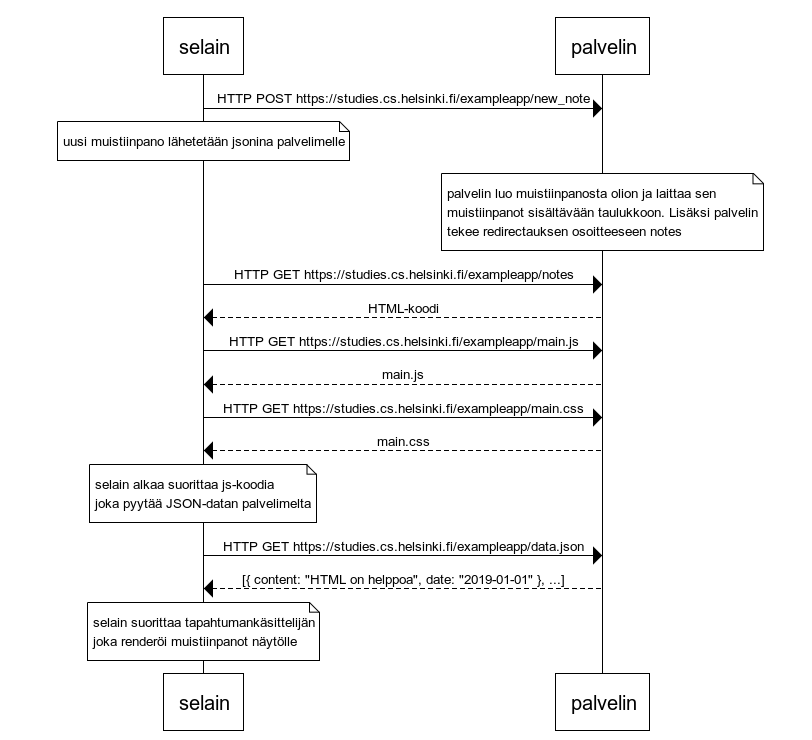 selain
palvelin
HTTP POST https://studies.cs.helsinki.fi/exampleapp/new_note
uusi muistiinpano lähetetään jsonina palvelimelle
palvelin luo muistiinpanosta olion ja laittaa sen
muistiinpanot sisältävään taulukkoon. Lisäksi palvelin
tekee redirectauksen osoitteeseen notes
HTTP GET https://studies.cs.helsinki.fi/exampleapp/notes
HTML-koodi
HTTP GET https://studies.cs.helsinki.fi/exampleapp/main.js
main.js
HTTP GET https://studies.cs.helsinki.fi/exampleapp/main.css
main.css
selain alkaa suorittaa js-koodia
joka pyytää JSON-datan palvelimelta
HTTP GET https://studies.cs.helsinki.fi/exampleapp/data.json
[{ content: "HTML on helppoa", date: "2019-01-01" }, ...]
selain suorittaa tapahtumankäsittelijän
joka renderöi muistiinpanot näytölle
selain
palvelin